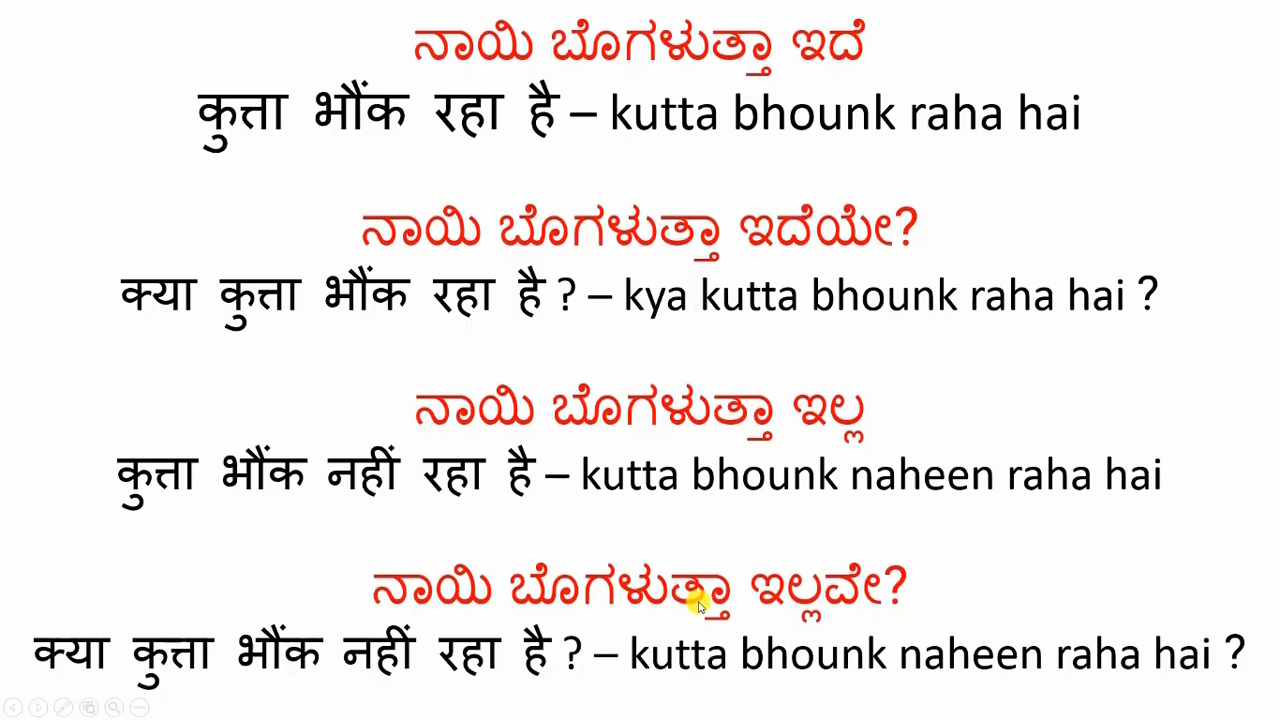 ನಾಯಿ ಬೊಗಳುತ್ತಾ ಇದೆ
कुत्ता भौंक रहा है – kutta bhounk raha hai
ನಾಯಿ ಬೊಗಳುತ್ತಾ ಇದೆಯೇ?
क्या कुत्ता भौंक रहा है ? – kya kutta bhounk raha hai ?
ನಾಯಿ ಬೊಗಳುತ್ತಾ ಇಲ್ಲ
कुत्ता भौंक नहीं रहा है – kutta bhounk naheen raha hai
ನಾಯಿ ಬೊಗಳುತ್ತಾ ಇಲ್ಲವೇ?
क्या कुत्ता भौंक नहीं रहा है ? – kutta bhounk naheen raha hai ?